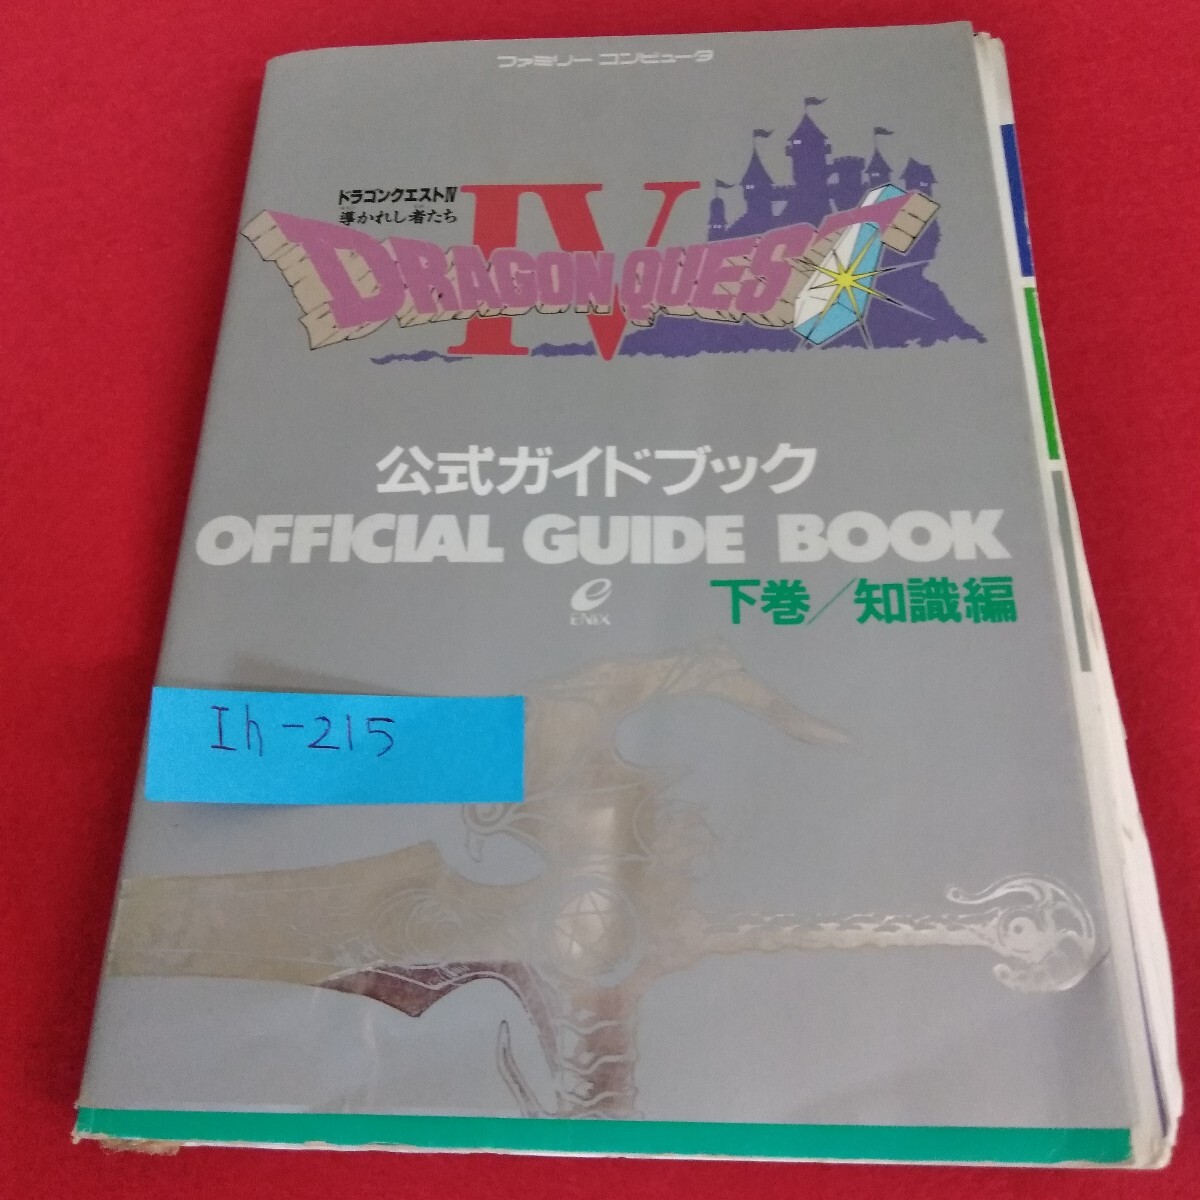 ファミリー コンピュータ
ドラゴンクエストIV
導かれし者たち
DRAGON QUEST
IV
公式ガイドブック
OFFICIAL GUIDE BOOK
ENIX
下巻／知識編
Ih-215